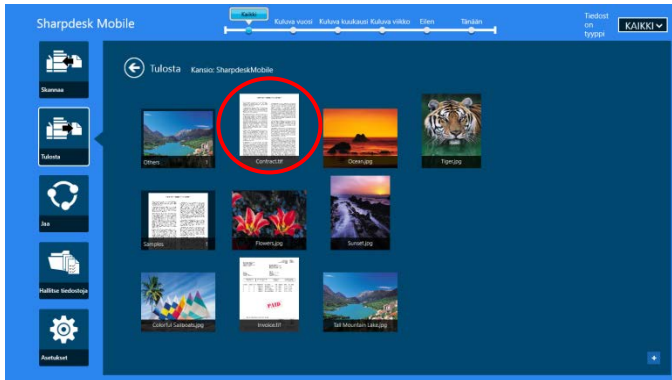 Sharpdesk Mobile
Kaikki
Kuluva vuosi
Kuluva kuukausi
Kuluva viikko
Eilen
Tänään
Tiedost
on
tyyppi
KAIKKI
Skannaa
Tulosta
Jaa
Hallitse tiedostoja
Asetukset
Tulosta Kansio: SharpdeskMobile
Others
Contract.tif
Ocean.jpg
Tiger.jpg
Samples
Flowers.jpg
Sunset.jpg
Colorful Sailboats.jpg
PAID
Invoice.tif
Tall Mountain Lake.jpg